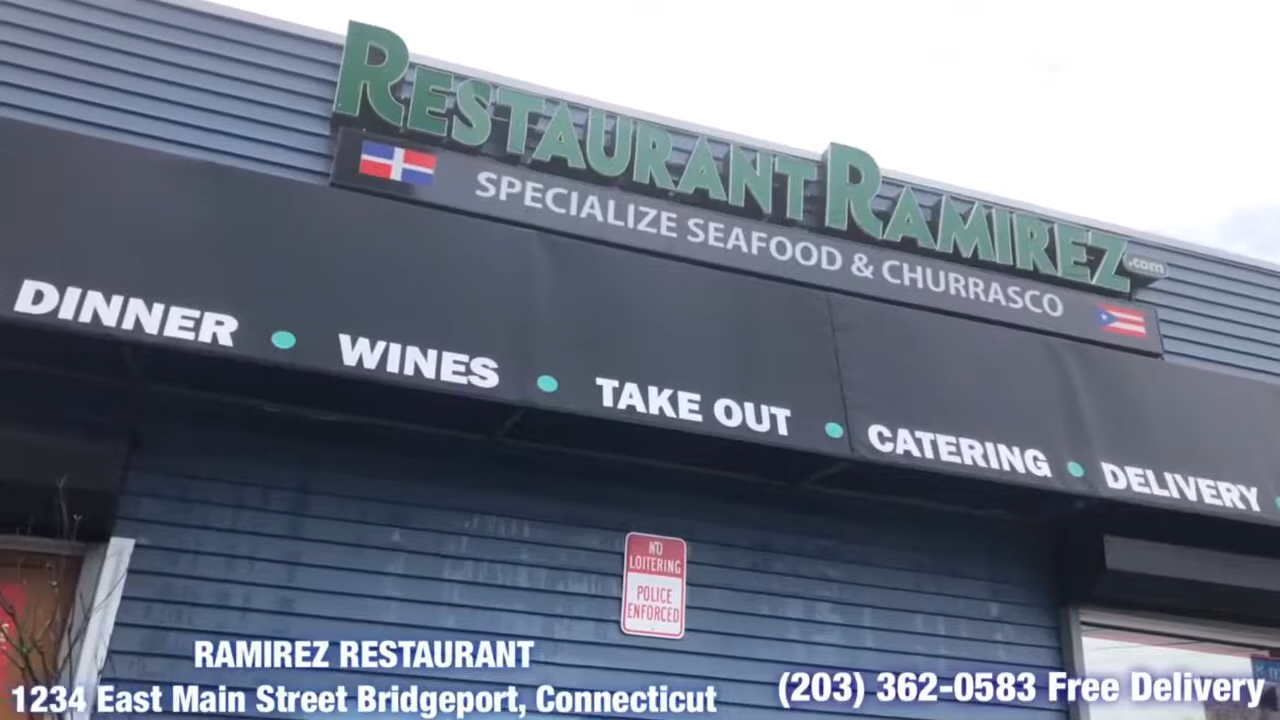 RESTAURANT RAMIREZ.com
SPECIALIZE SEAFOOD & CHURRASCO
DINNER • WINES • TAKE OUT • CATERING • DELIVERY •
NO
LOITERING
POLICE
ENFORCED
RAMIREZ RESTAURANT
1234 East Main Street Bridgeport, Connecticut
(203) 362-0583 Free Delivery